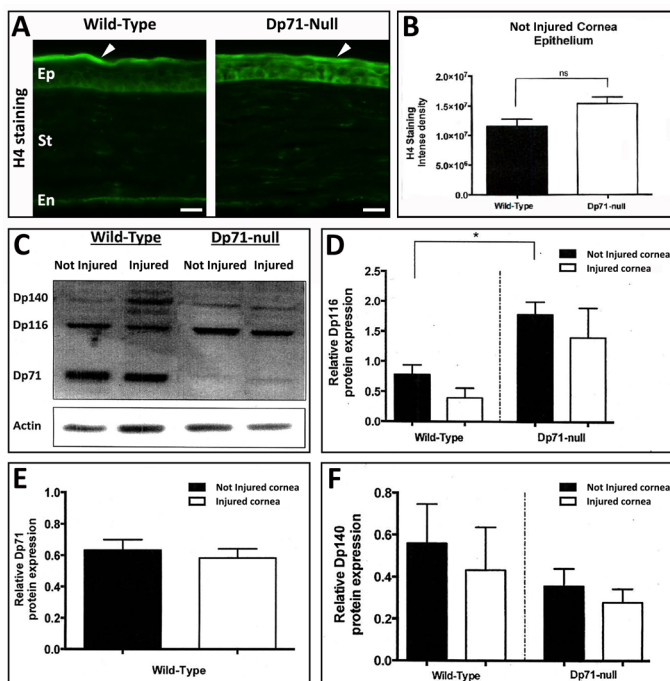 A
Wild-Type
Dp71-Null
H4 staining
Ep
St
En
B
Not Injured Cornea
Epithelium
ns
H4 Staining
Intense density
2.0×10⁷
1.5×10⁷
1.0×10⁷
5.0×10⁶
0.0
Wild-Type
Dp71-null
C
Wild-Type
Dp71-null
Not Injured
Injured
Not Injured
Injured
Dp140
Dp116
Dp71
Actin
D
*
Not Injured cornea
Injured cornea
Relative Dp116
protein expression
2.5
2.0
1.5
1.0
0.5
0.0
Wild-Type
Dp71-null
E
Not Injured cornea
Injured cornea
Relative Dp71
protein expression
1.0
0.8
0.6
0.4
0.2
0.0
Wild-Type
F
Not Injured cornea
Injured cornea
Relative Dp140
protein expression
0.8
0.6
0.4
0.2
0.0
Wild-Type
Dp71-null